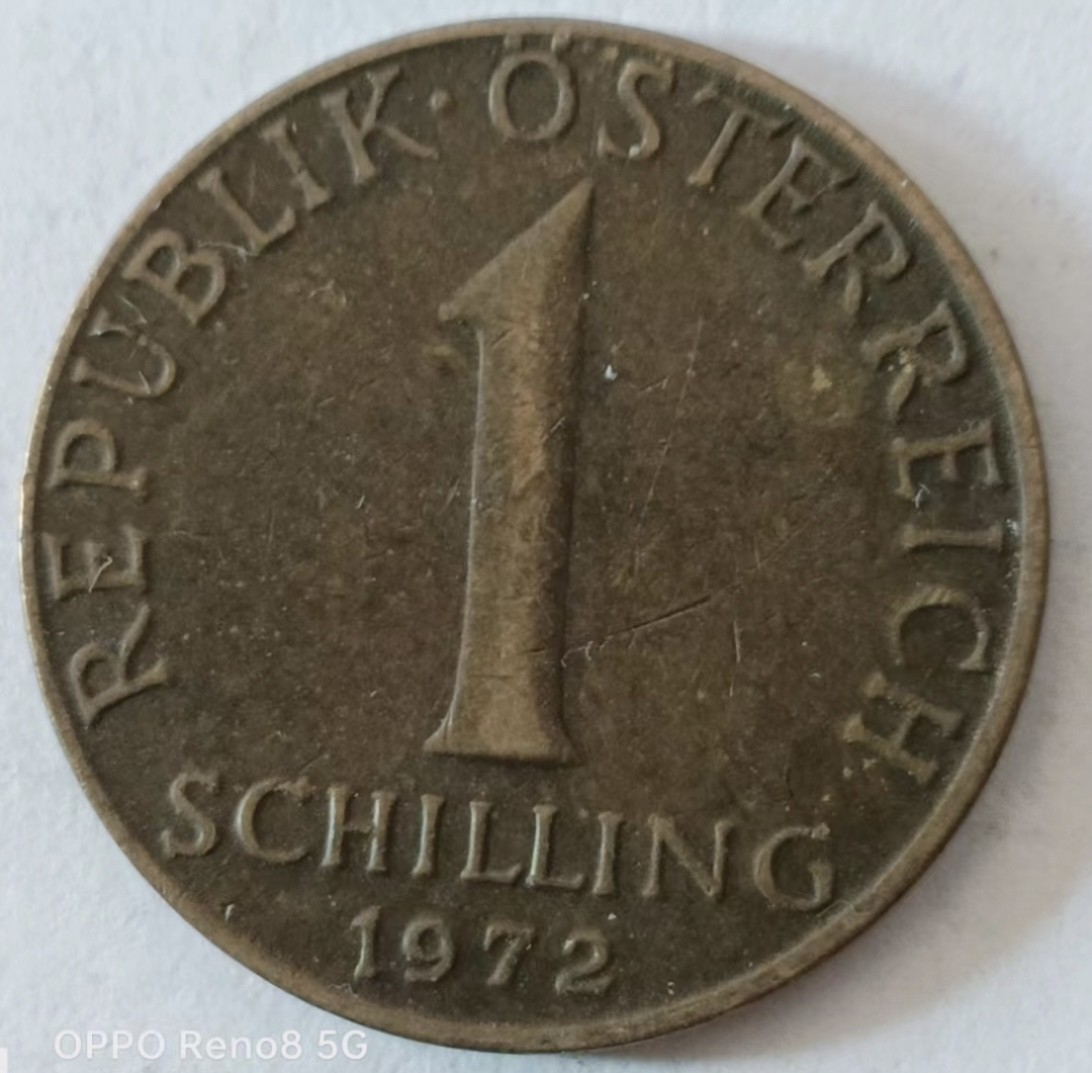 REPUBLIK · ÖSTERREICH
1
SCHILLING
1972
OPPO Reno8 5G